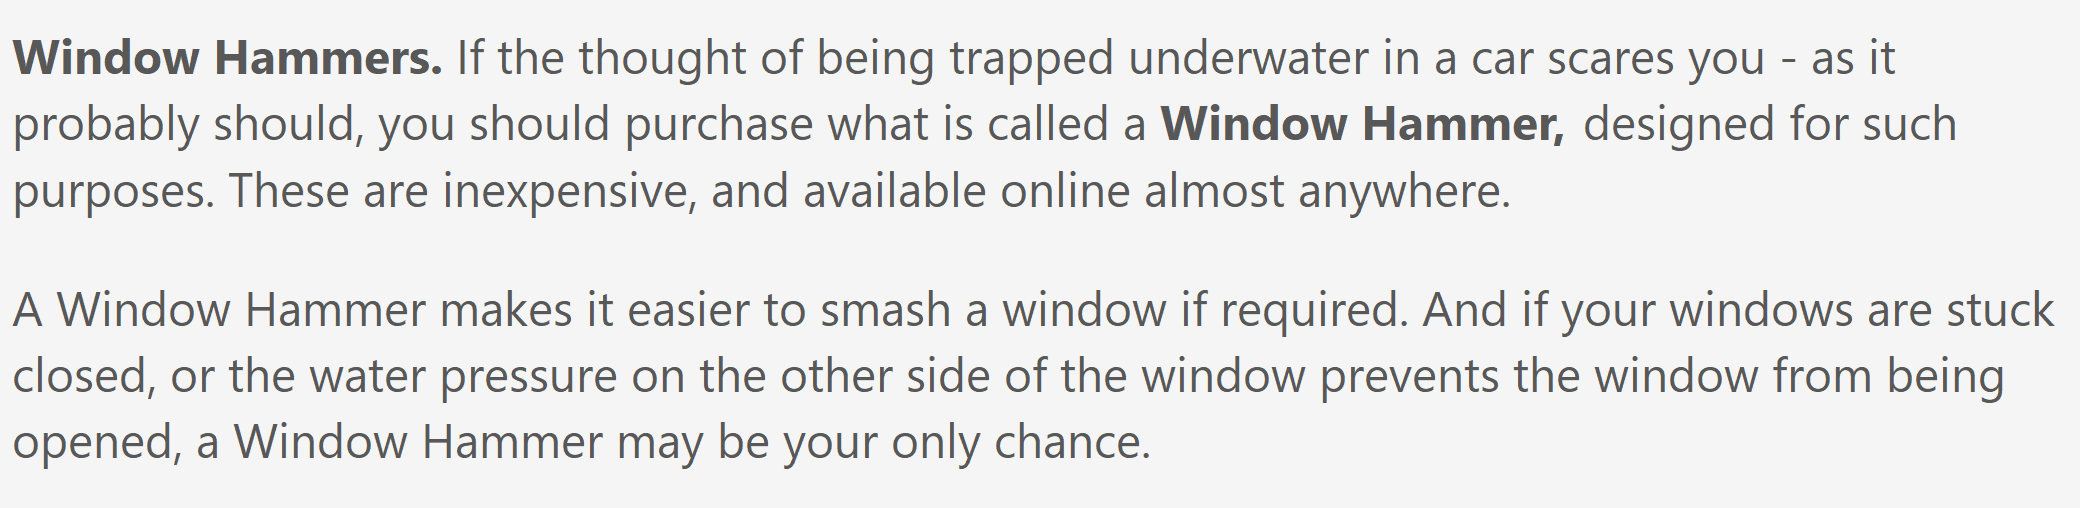 Window Hammers. If the thought of being trapped underwater in a car scares you - as it
probably should, you should purchase what is called a Window Hammer, designed for such
purposes. These are inexpensive, and available online almost anywhere.
A Window Hammer makes it easier to smash a window if required. And if your windows are stuck
closed, or the water pressure on the other side of the window prevents the window from being
opened, a Window Hammer may be your only chance.